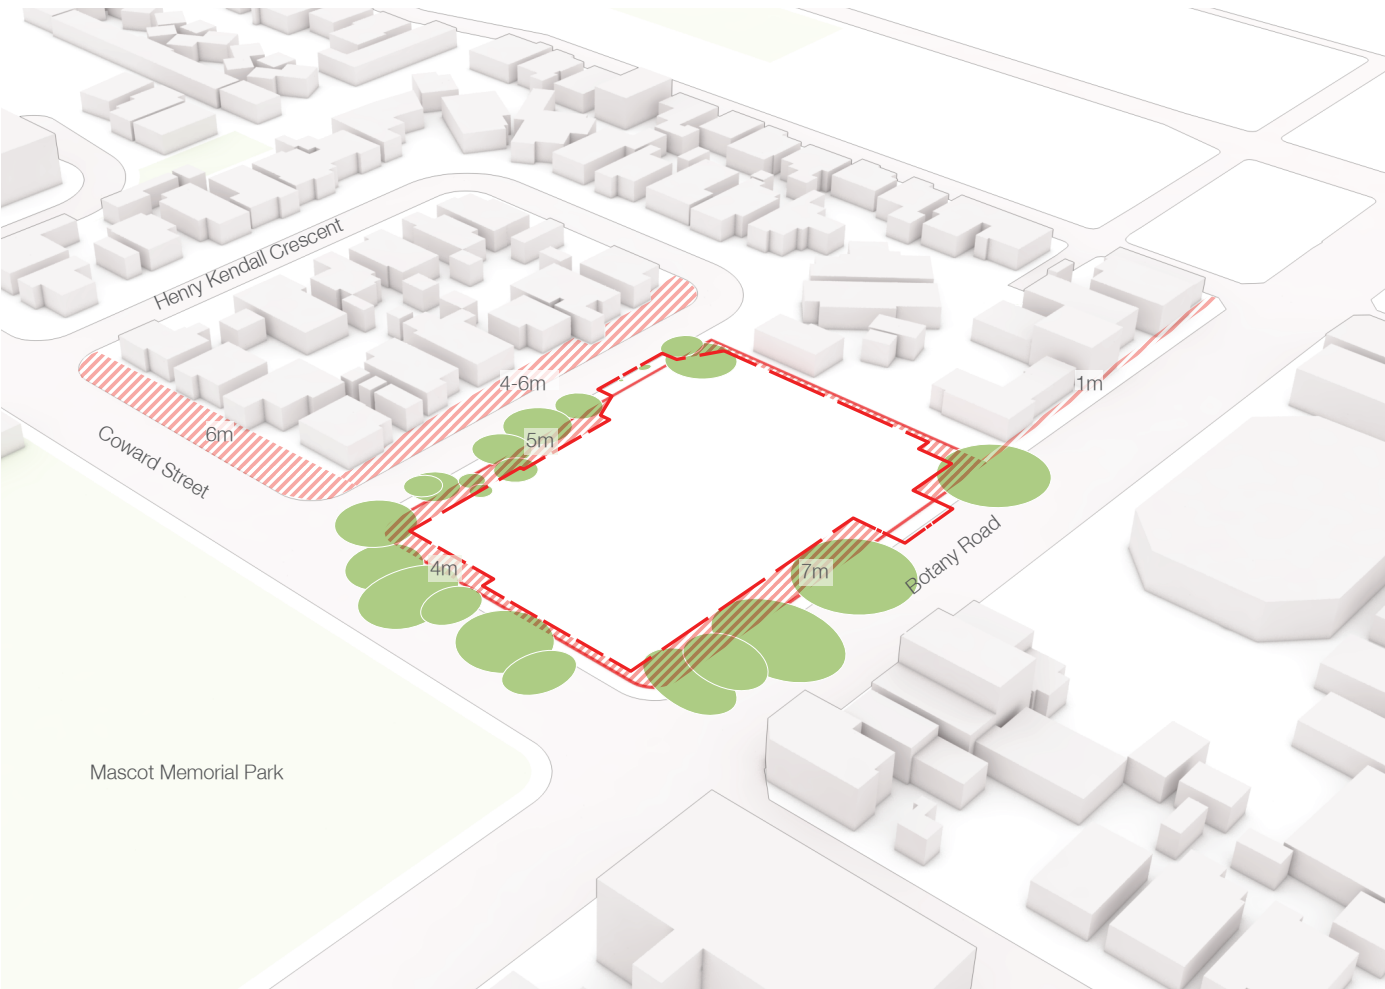 Henry Kendall Crescent
4-6m
1m
6m
5m
Coward Street
4m
7m
Botany Road
Mascot Memorial Park